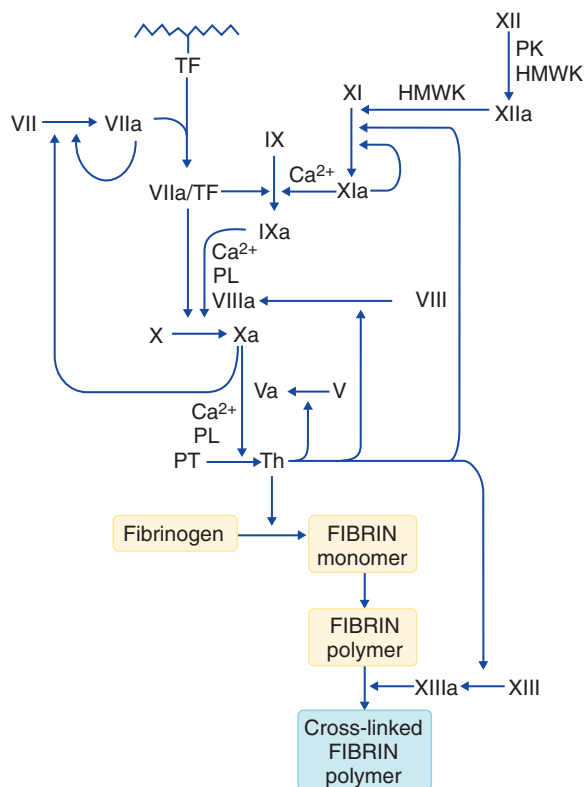 XII
PK
HMWK
TF
XI
HMWK
XIIa
VII
VIIa
IX
Ca²⁺
VIIa/TF
XIa
IXa
Ca²⁺
PL
VIIIa
VIII
X
Xa
Va
V
Ca²⁺
PL
PT
Th
Fibrinogen
FIBRIN
monomer
FIBRIN
polymer
XIIIa
XIII
Cross-linked
FIBRIN
polymer